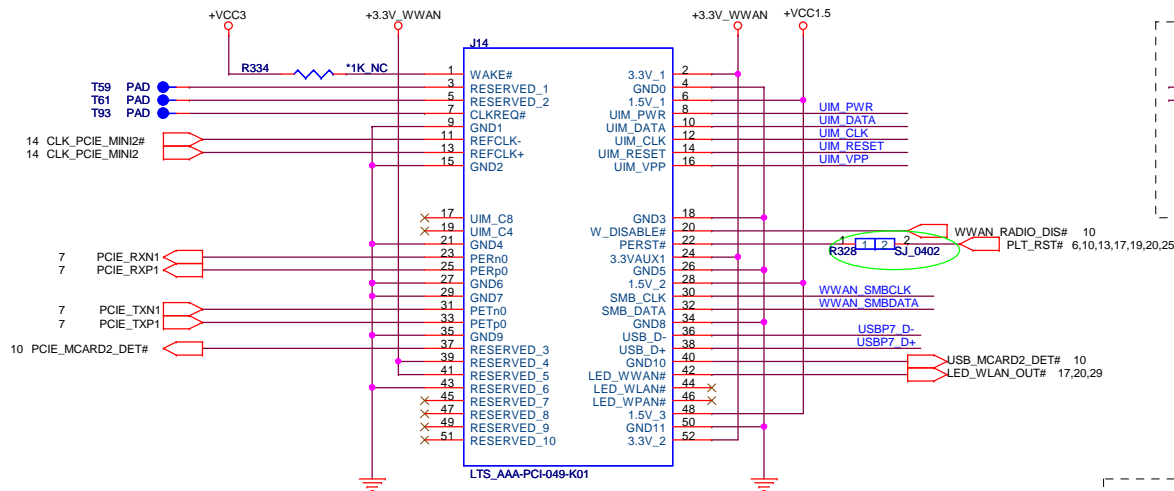 +VCC3 +3.3V_WWAN +3.3V_WWAN +VCC1.5
J14
R334 *1K_NC
1 WAKE# 3.3V_1 2
T59 PAD 3 RESERVED_1 GND0 4
T61 PAD 5 RESERVED_2 1.5V_1 6
T93 PAD 7 CLKREQ# UIM_PWR 8 UIM_PWR
9 GND1 UIM_DATA 10 UIM_DATA
14 CLK_PCIE_MINI2# 11 REFCLK- UIM_CLK 12 UIM_CLK
14 CLK_PCIE_MINI2 13 REFCLK+ UIM_RESET 14 UIM_RESET
15 GND2 UIM_VPP 16 UIM_VPP
17 UIM_C8 GND3 18
19 UIM_C4 W_DISABLE# 20 WWAN_RADIO_DIS# 10
21 GND4 PERST# 22 1 1 2 2 PLT_RST# 6,10,13,17,19,20,25
R328 SJ_0402
7 PCIE_RXN1 23 PERn0 3.3VAUX1 24
7 PCIE_RXP1 25 PERp0 GND5 26
27 GND6 1.5V_2 28
29 GND7 SMB_CLK 30 WWAN_SMBCLK
7 PCIE_TXN1 31 PETn0 SMB_DATA 32 WWAN_SMBDATA
7 PCIE_TXP1 33 PETp0 GND8 34
35 GND9 USB_D- 36 USBP7_D-
10 PCIE_MCARD2_DET# 37 RESERVED_3 USB_D+ 38 USBP7_D+
39 RESERVED_4 GND10 40 USB_MCARD2_DET# 10
41 RESERVED_5 LED_WWAN# 42 LED_WLAN_OUT# 17,20,29
43 RESERVED_6 LED_WLAN# 44
45 RESERVED_7 LED_WPAN# 46
47 RESERVED_8 1.5V_3 48
49 RESERVED_9 GND11 50
51 RESERVED_10 3.3V_2 52
LTS_AAA-PCI-049-K01